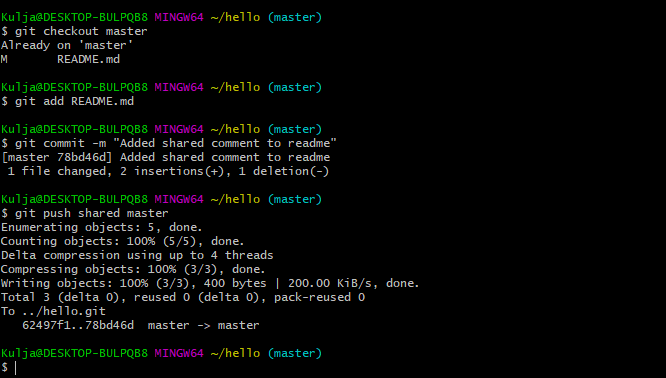 Kulja@DESKTOP-BULPQB8 MINGW64 ~/hello (master)
$ git checkout master
Already on 'master'
M       README.md
Kulja@DESKTOP-BULPQB8 MINGW64 ~/hello (master)
$ git add README.md
Kulja@DESKTOP-BULPQB8 MINGW64 ~/hello (master)
$ git commit -m "Added shared comment to readme"
[master 78bd46d] Added shared comment to readme
 1 file changed, 2 insertions(+), 1 deletion(-)
Kulja@DESKTOP-BULPQB8 MINGW64 ~/hello (master)
$ git push shared master
Enumerating objects: 5, done.
Counting objects: 100% (5/5), done.
Delta compression using up to 4 threads
Compressing objects: 100% (3/3), done.
Writing objects: 100% (3/3), 400 bytes | 200.00 KiB/s, done.
Total 3 (delta 0), reused 0 (delta 0), pack-reused 0
To ../hello.git
   62497f1..78bd46d  master -> master
Kulja@DESKTOP-BULPQB8 MINGW64 ~/hello (master)
$